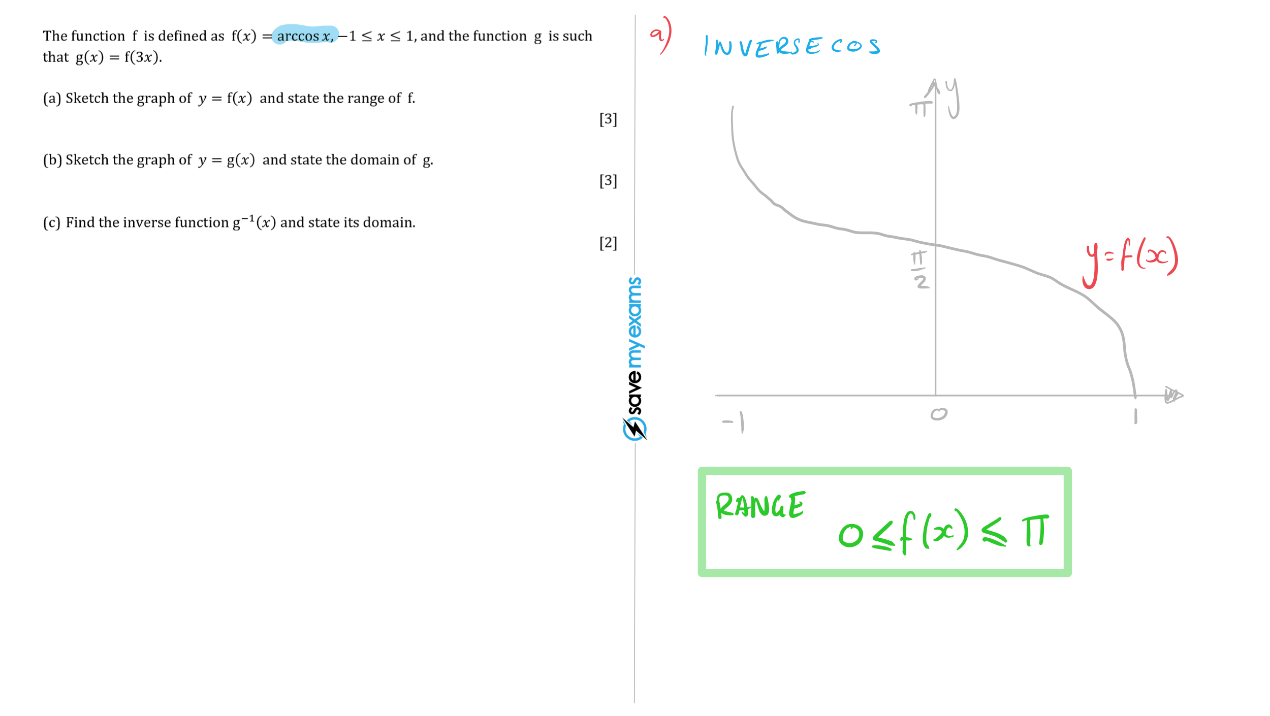 The function f is defined as f(x) = arccos x, −1 ≤ x ≤ 1, and the function g is such
that g(x) = f(3x).
(a) Sketch the graph of y = f(x) and state the range of f.
[3]
(b) Sketch the graph of y = g(x) and state the domain of g.
[3]
(c) Find the inverse function g⁻¹(x) and state its domain.
[2]
save my exams
a)
INVERSE COS
y
π
π/2
y=f(x)
-1
0
1
RANGE
0 ≤ f(x) ≤ π